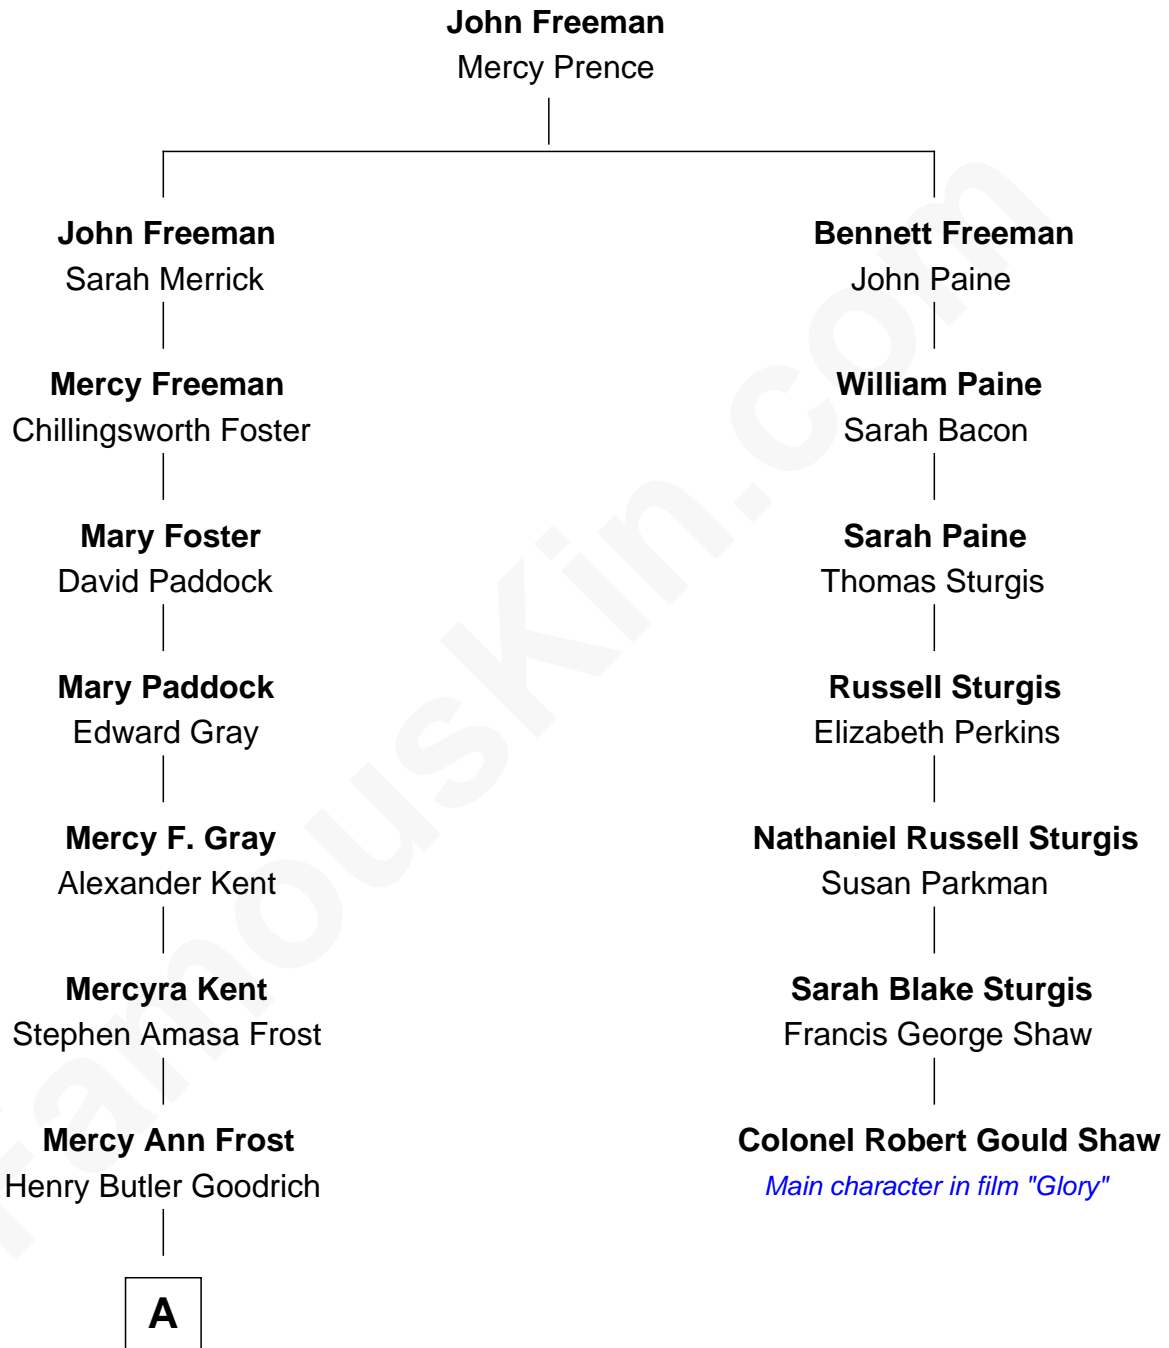 John Freeman
Mercy Prence
John Freeman
Sarah Merrick
Mercy Freeman
Chillingsworth Foster
Mary Foster
David Paddock
Mary Paddock
Edward Gray
Mercy F. Gray
Alexander Kent
Mercyra Kent
Stephen Amasa Frost
Mercy Ann Frost
Henry Butler Goodrich
A
Bennett Freeman
John Paine
William Paine
Sarah Bacon
Sarah Paine
Thomas Sturgis
Russell Sturgis
Elizabeth Perkins
Nathaniel Russell Sturgis
Susan Parkman
Sarah Blake Sturgis
Francis George Shaw
Colonel Robert Gould Shaw
Main character in film "Glory"
FamousKin.com